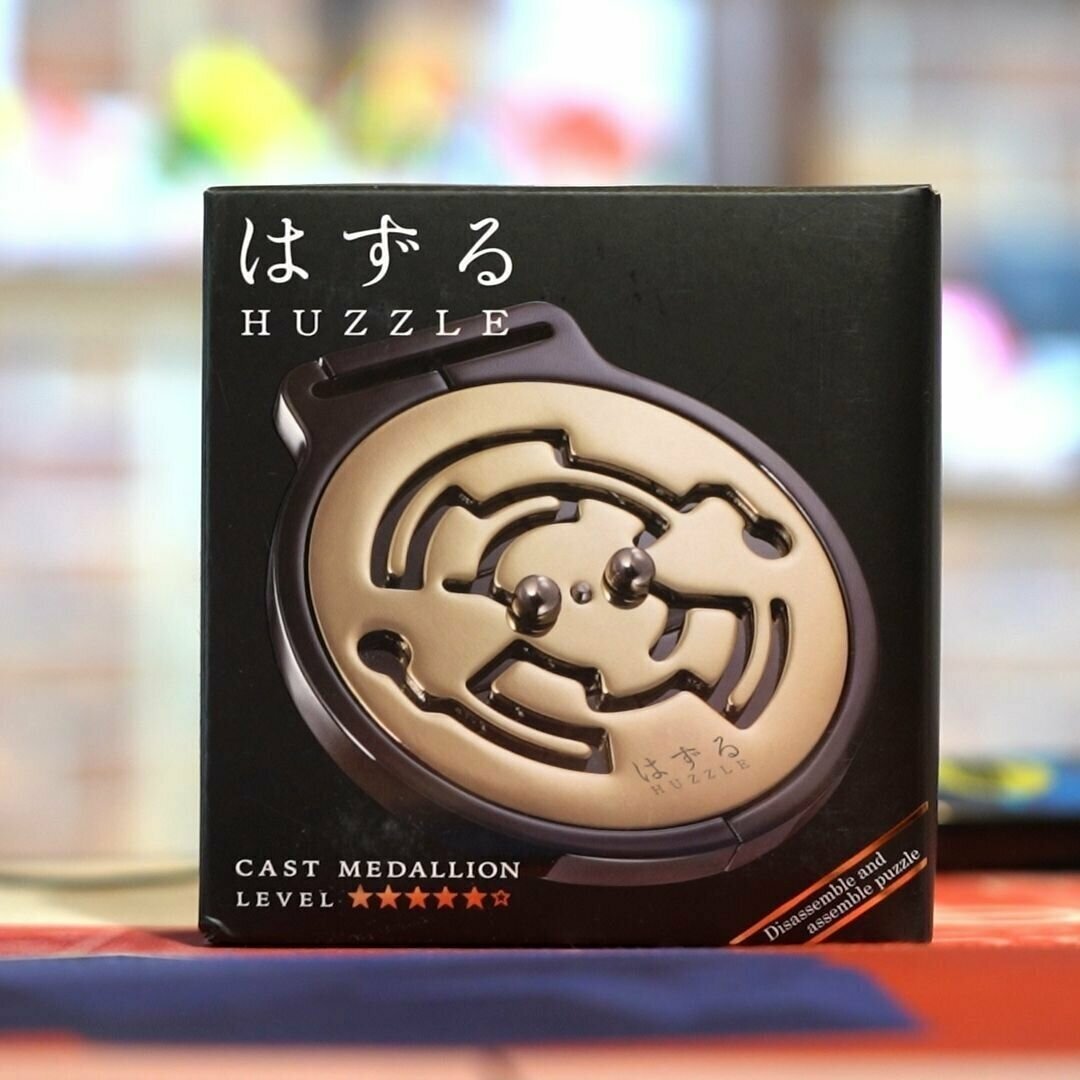 はずる
HUZZLE
はずる
HUZZLE
CAST MEDALLION
LEVEL ★★★★★☆
Disassemble and
assemble puzzle